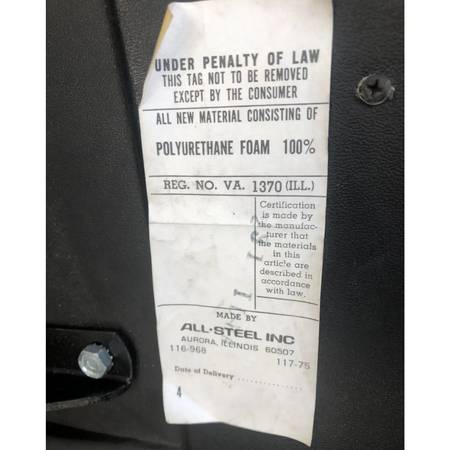 UNDER PENALTY OF LAW
THIS TAG NOT TO BE REMOVED
EXCEPT BY THE CONSUMER
ALL NEW MATERIAL CONSISTING OF
POLYURETHANE FOAM 100%
REG. NO. VA. 1370 (ILL.)
Certification
is made by
the manufac-
turer that
the materials
in this
article are
described in
accordance
with law.
MADE BY
ALL-STEEL INC
AURORA, ILLINOIS 60507
116-968 117-75
Date of Delivery ...............
4